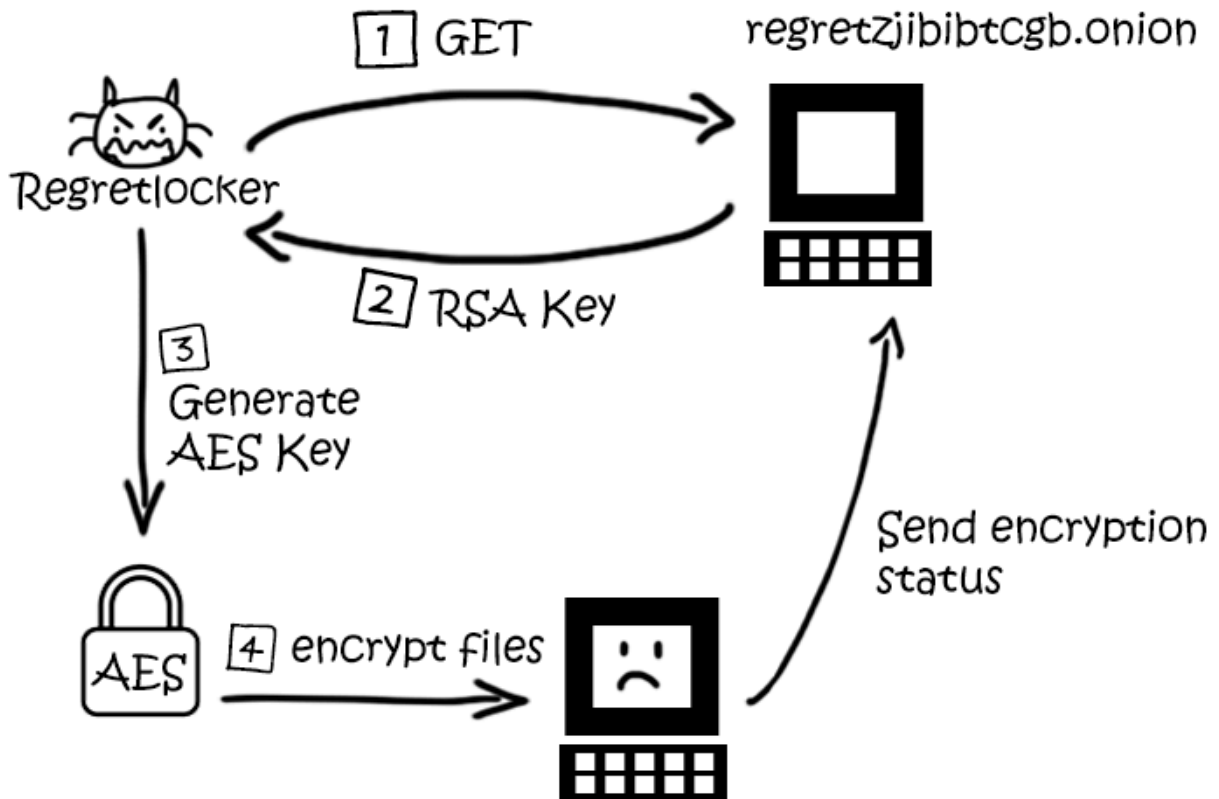 1 GET
regretzjibibtcgb.onion
Regretlocker
2 RSA Key
3
Generate
AES Key
AES
4 encrypt files
Send encryption
status